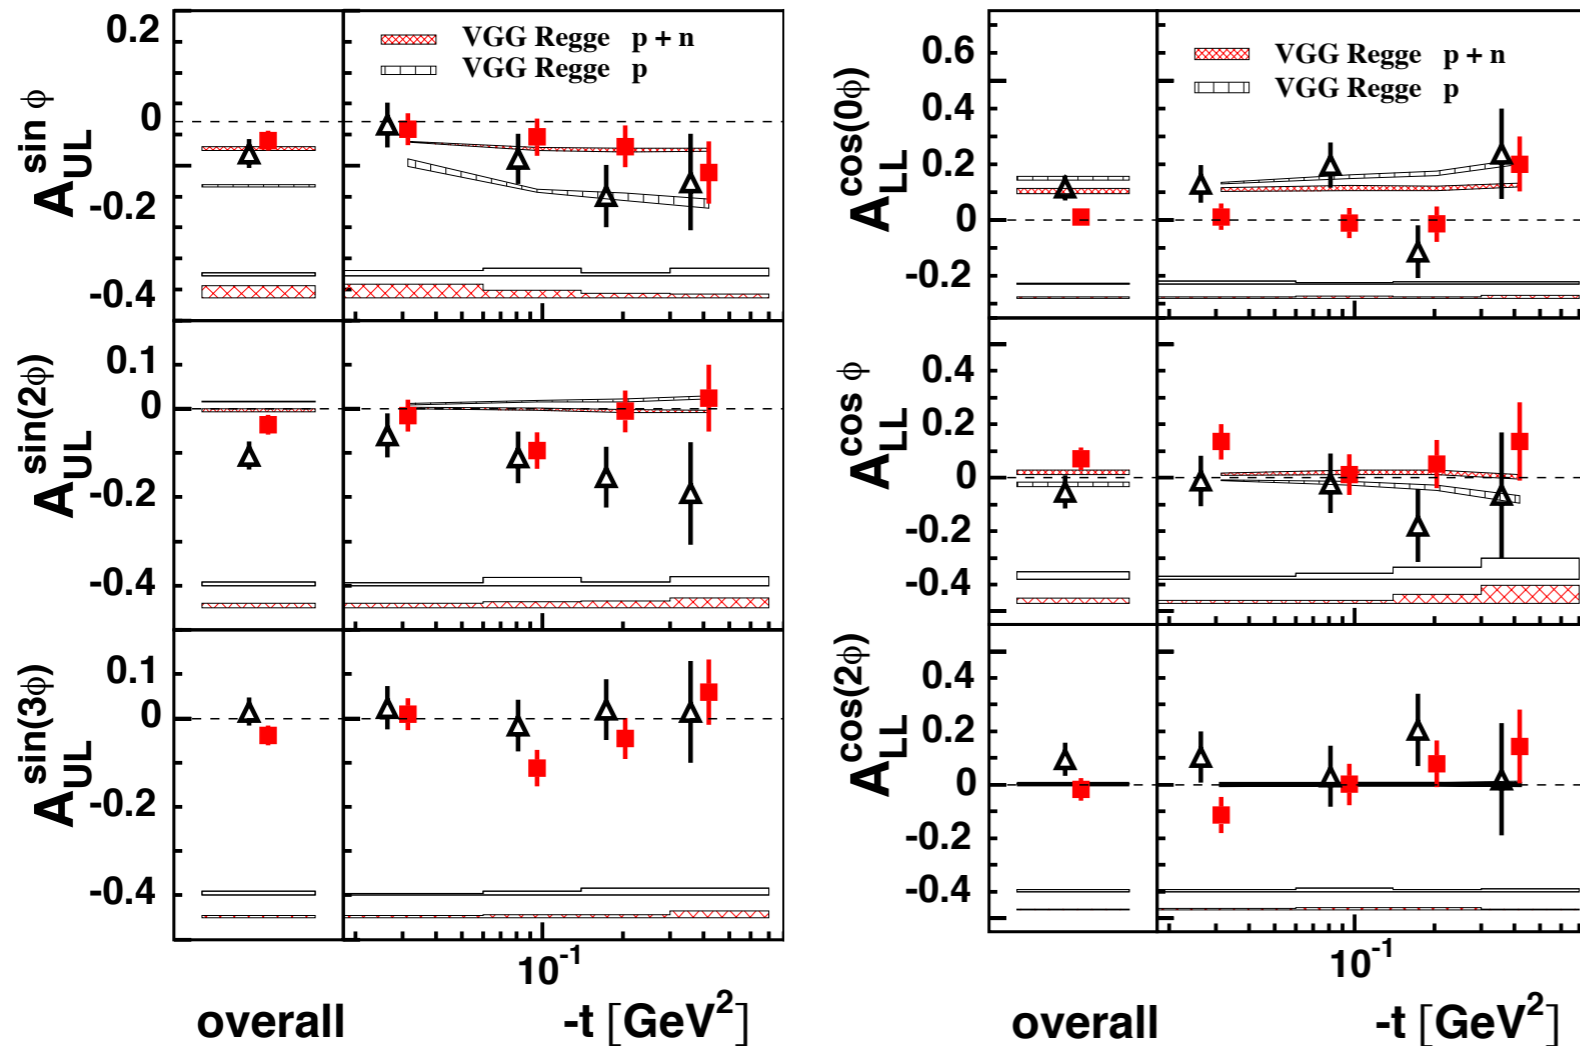 0.2
VGG Regge p + n
VGG Regge p
0
-0.2
-0.4
A_UL^sin ϕ
0.1
0
-0.2
-0.4
A_UL^sin(2ϕ)
0.1
0
-0.2
-0.4
A_UL^sin(3ϕ)
10^-1
overall
-t [GeV^2]
0.6
VGG Regge p + n
VGG Regge p
0.4
0.2
0
-0.2
A_LL^cos(0ϕ)
0.4
0.2
0
-0.2
-0.4
A_LL^cos ϕ
0.4
0.2
0
-0.2
-0.4
A_LL^cos(2ϕ)
10^-1
overall
-t [GeV^2]